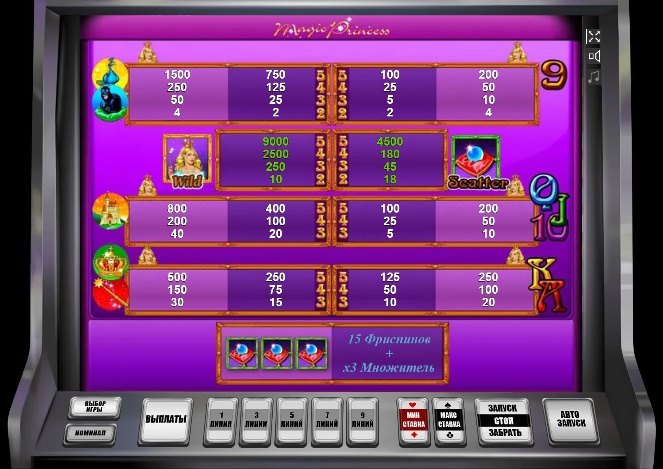 Magic Princess
1500 750 5 5 100 200 9
250 125 4 4 25 50
50 25 3 3 5 10
4 2 2 2 2 4
9000 5 5 4500
2500 4 4 180
250 3 3 45
Wild 10 2 2 18 Scatter
800 400 5 5 100 200 Q
200 100 4 4 25 50 J
40 20 3 3 5 10 10
500 250 5 5 125 250 K
150 75 4 4 50 100
30 15 3 3 10 20 A
15 Фриспинов
+
x3 Множитель
ВЫБОР
ИГРЫ
НОМИНАЛ
ВЫПЛАТЫ
1
ЛИНИЯ
3
ЛИНИИ
5
ЛИНИЙ
7
ЛИНИЙ
9
ЛИНИЙ
МИН
СТАВКА
МАКС
СТАВКА
ЗАПУСК
СТОП
ЗАБРАТЬ
АВТО
ЗАПУСК